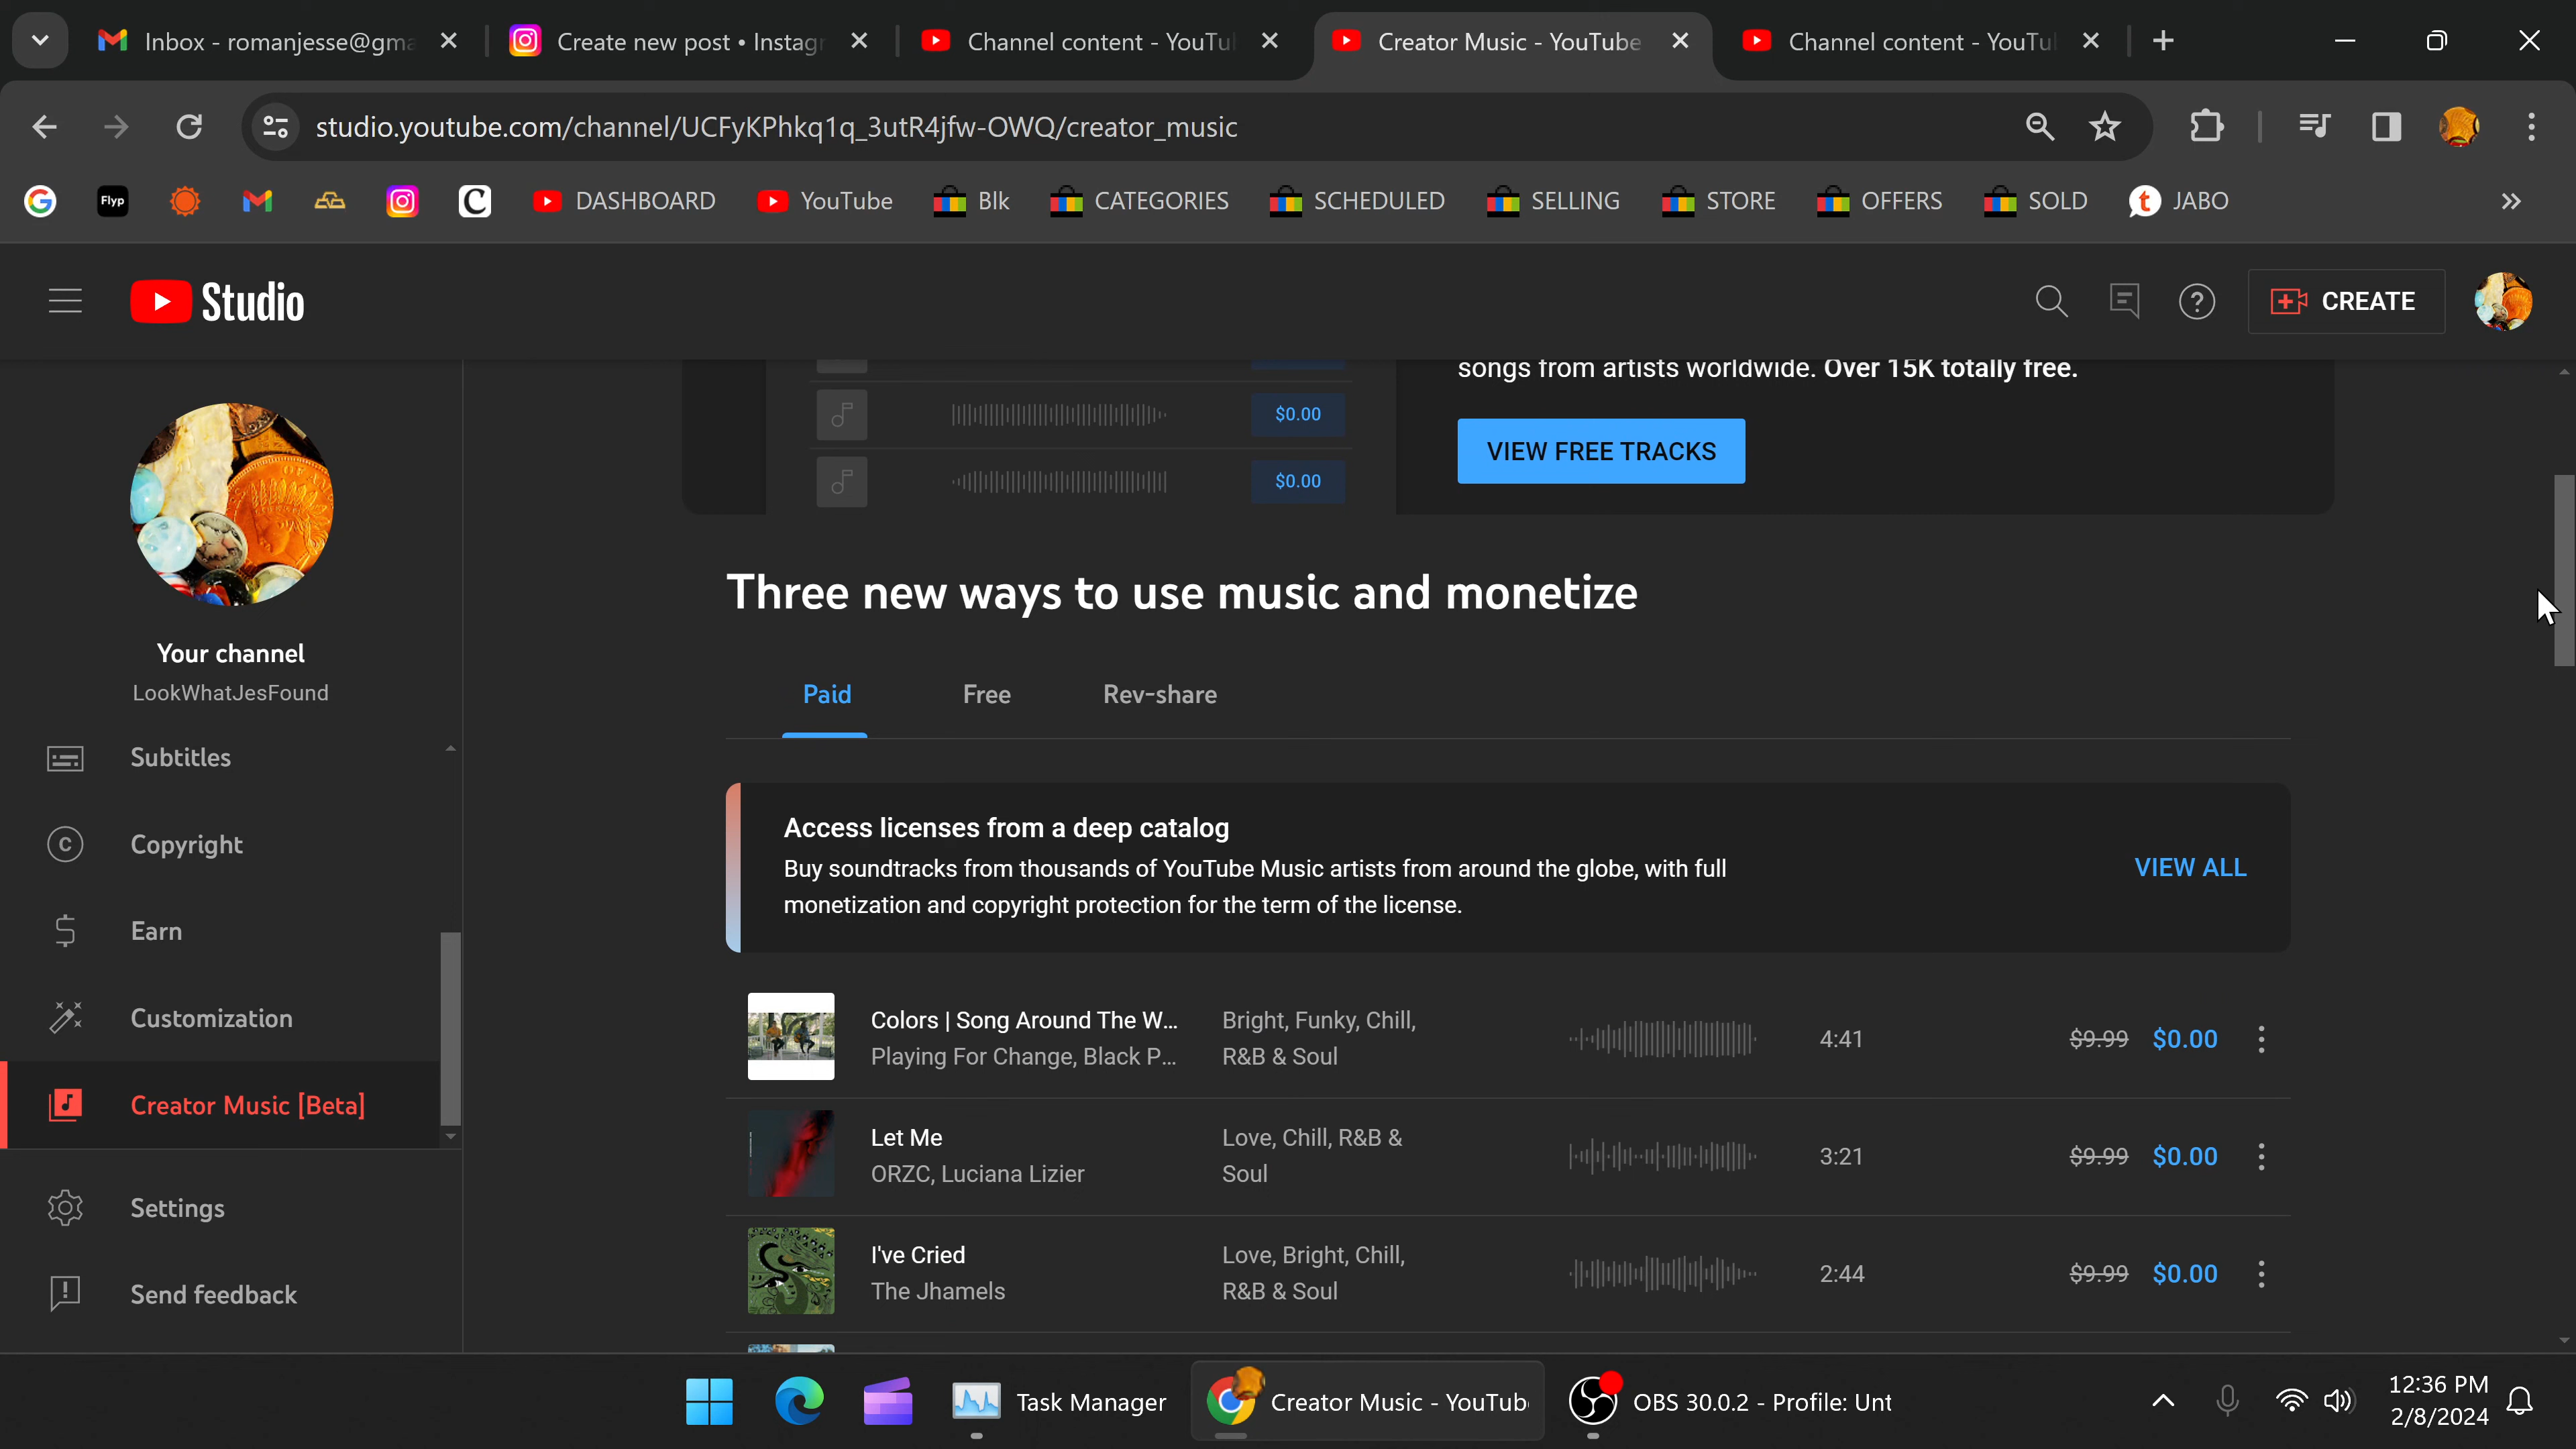 Inbox - romanjesse@gma
Create new post • Instagr
Channel content - YouTu
Creator Music - YouTube
Channel content - YouTu
studio.youtube.com/channel/UCFyKPhkq1q_3utR4jfw-OWQ/creator_music
Flyp
DASHBOARD
YouTube
Blk
CATEGORIES
SCHEDULED
SELLING
STORE
OFFERS
SOLD
JABO
Studio
CREATE
songs from artists worldwide. Over 15K totally free.
$0.00
VIEW FREE TRACKS
$0.00
Three new ways to use music and monetize
Your channel
LookWhatJesFound
Paid
Free
Rev-share
Subtitles
Copyright
Earn
Customization
Creator Music [Beta]
Settings
Send feedback
Access licenses from a deep catalog
Buy soundtracks from thousands of YouTube Music artists from around the globe, with full
monetization and copyright protection for the term of the license.
VIEW ALL
Colors | Song Around The W...
Playing For Change, Black P...
Bright, Funky, Chill,
R&B & Soul
4:41
$9.99 $0.00
Let Me
ORZC, Luciana Lizier
Love, Chill, R&B &
Soul
3:21
$9.99 $0.00
I've Cried
The Jhamels
Love, Bright, Chill,
R&B & Soul
2:44
$9.99 $0.00
Task Manager
Creator Music - YouTub
OBS 30.0.2 - Profile: Unt
12:36 PM
2/8/2024